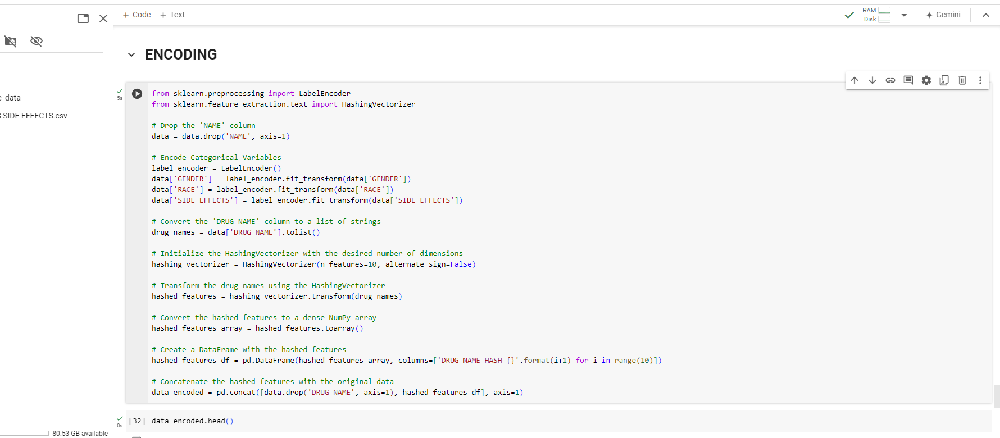 + Code + Text
RAM
Disk
Gemini
e_data
S SIDE EFFECTS.csv
ENCODING
5s
from sklearn.preprocessing import LabelEncoder
from sklearn.feature_extraction.text import HashingVectorizer
# Drop the 'NAME' column
data = data.drop('NAME', axis=1)
# Encode Categorical Variables
label_encoder = LabelEncoder()
data['GENDER'] = label_encoder.fit_transform(data['GENDER'])
data['RACE'] = label_encoder.fit_transform(data['RACE'])
data['SIDE EFFECTS'] = label_encoder.fit_transform(data['SIDE EFFECTS'])
# Convert the 'DRUG NAME' column to a list of strings
drug_names = data['DRUG NAME'].tolist()
# Initialize the HashingVectorizer with the desired number of dimensions
hashing_vectorizer = HashingVectorizer(n_features=10, alternate_sign=False)
# Transform the drug names using the HashingVectorizer
hashed_features = hashing_vectorizer.transform(drug_names)
# Convert the hashed features to a dense NumPy array
hashed_features_array = hashed_features.toarray()
# Create a DataFrame with the hashed features
hashed_features_df = pd.DataFrame(hashed_features_array, columns=['DRUG_NAME_HASH_{}'.format(i+1) for i in range(10)])
# Concatenate the hashed features with the original data
data_encoded = pd.concat([data.drop('DRUG NAME', axis=1), hashed_features_df], axis=1)
0s
[32] data_encoded.head()
80.53 GB available